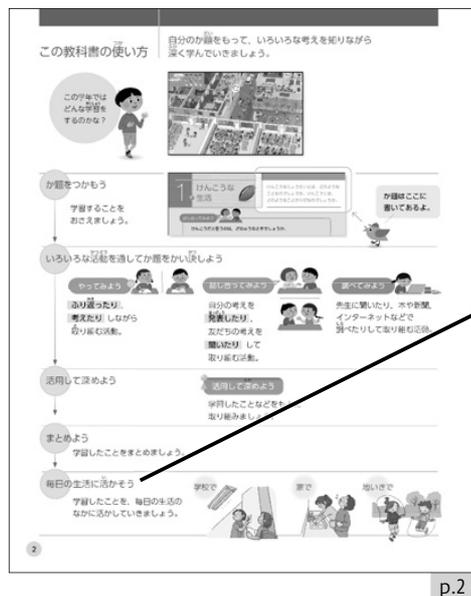 この教科書の使い方
自分のか題をもって、いろいろな考えを知りながら
深く学んでいきましょう。
この学年では
どんな学習を
するのかな？
か題をつかもう
学習することを
おさえましょう。
1 けんこうな
生活
か題はここに
書いてあるよ。
いろいろな活動を通してか題をかい決しよう
やってみよう
ふり返ったり、
考えたり しながら
取り組む活動。
話し合ってみよう
自分の考えを
発表したり、
友だちの考えを
聞いたり して
取り組む活動。
調べてみよう
先生に聞いたり、本や新聞、
インターネットなどで
調べたりして取り組む活動。
活用して深めよう
活用して深めよう
学習したことなどをもとに
取り組みましょ
まとめよう
学習したことをまとめましょう。
毎日の生活に活かそう
学習したことを、毎日の生活の
なかに活かしていきましょう。
学校で
家で
地いきで
2
p.2